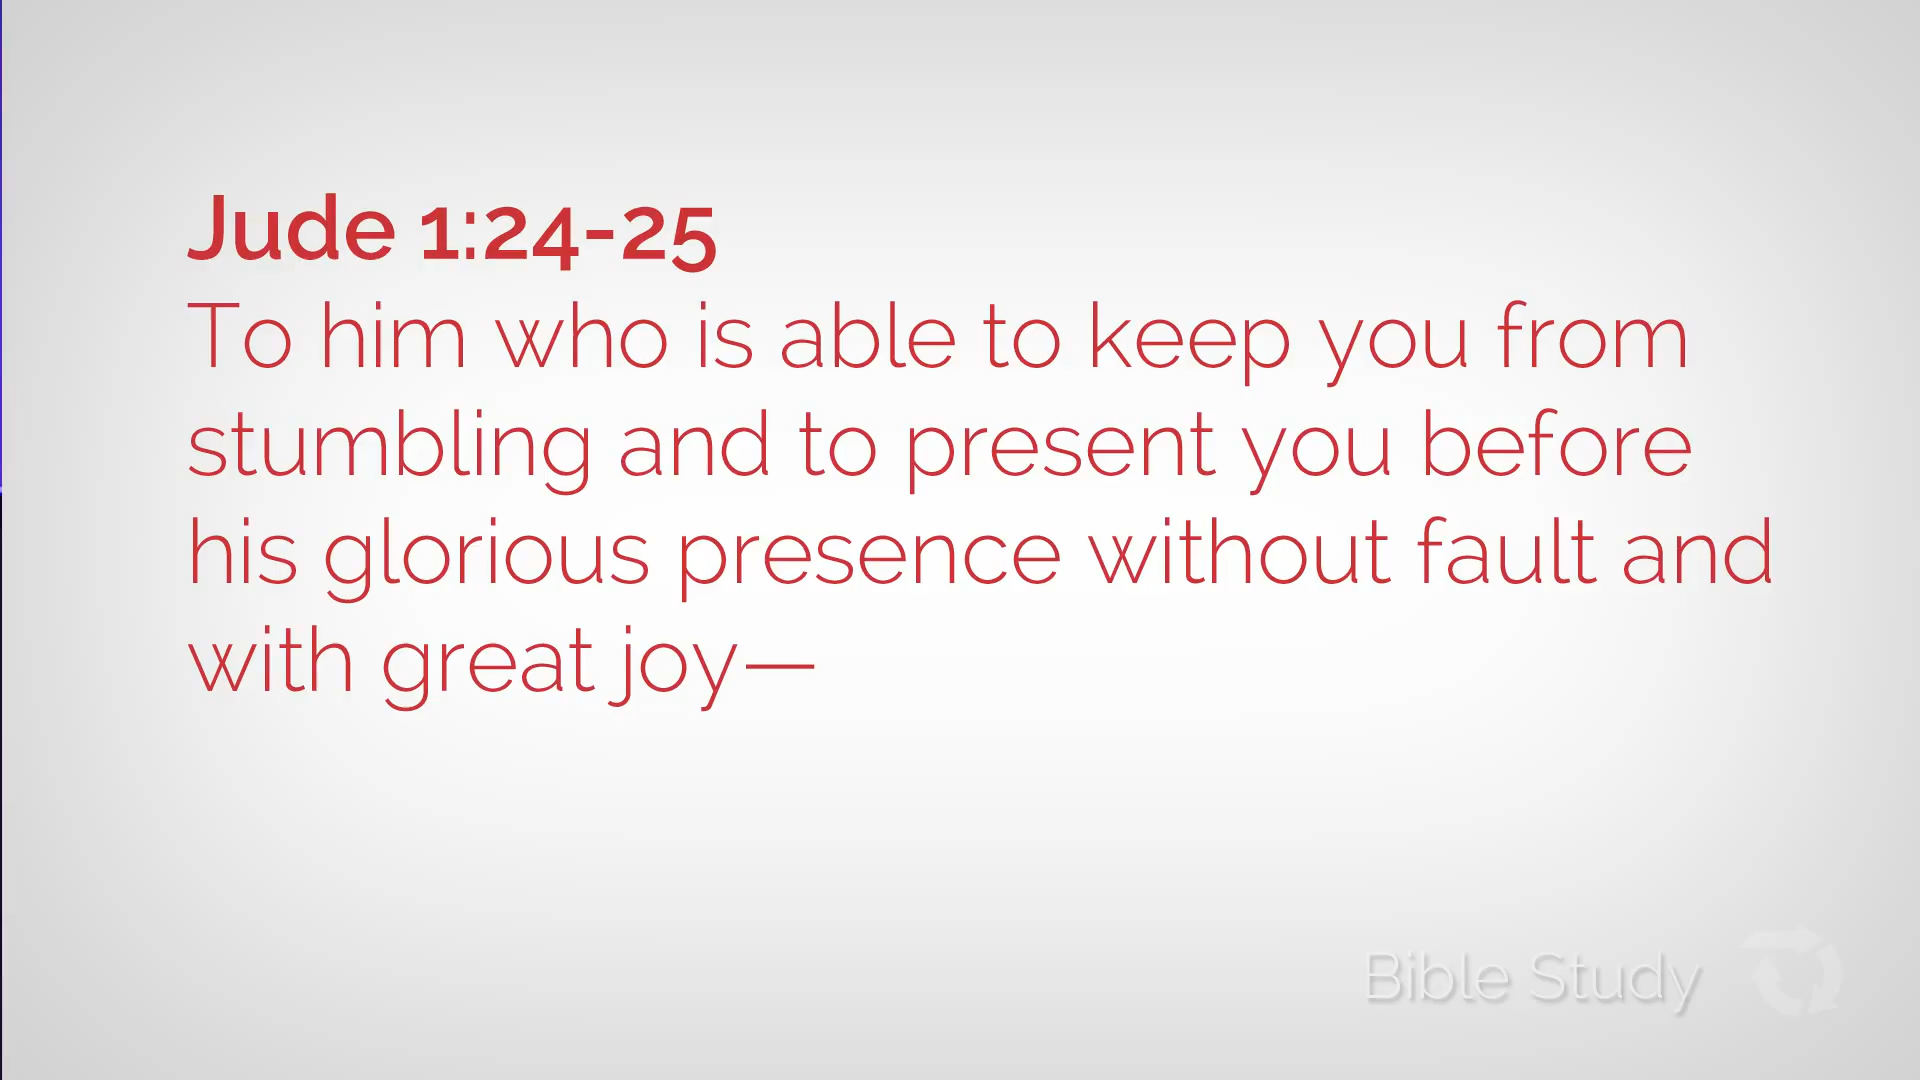 Jude 1:24-25
To him who is able to keep you from
stumbling and to present you before
his glorious presence without fault and
with great joy—
Bible Study